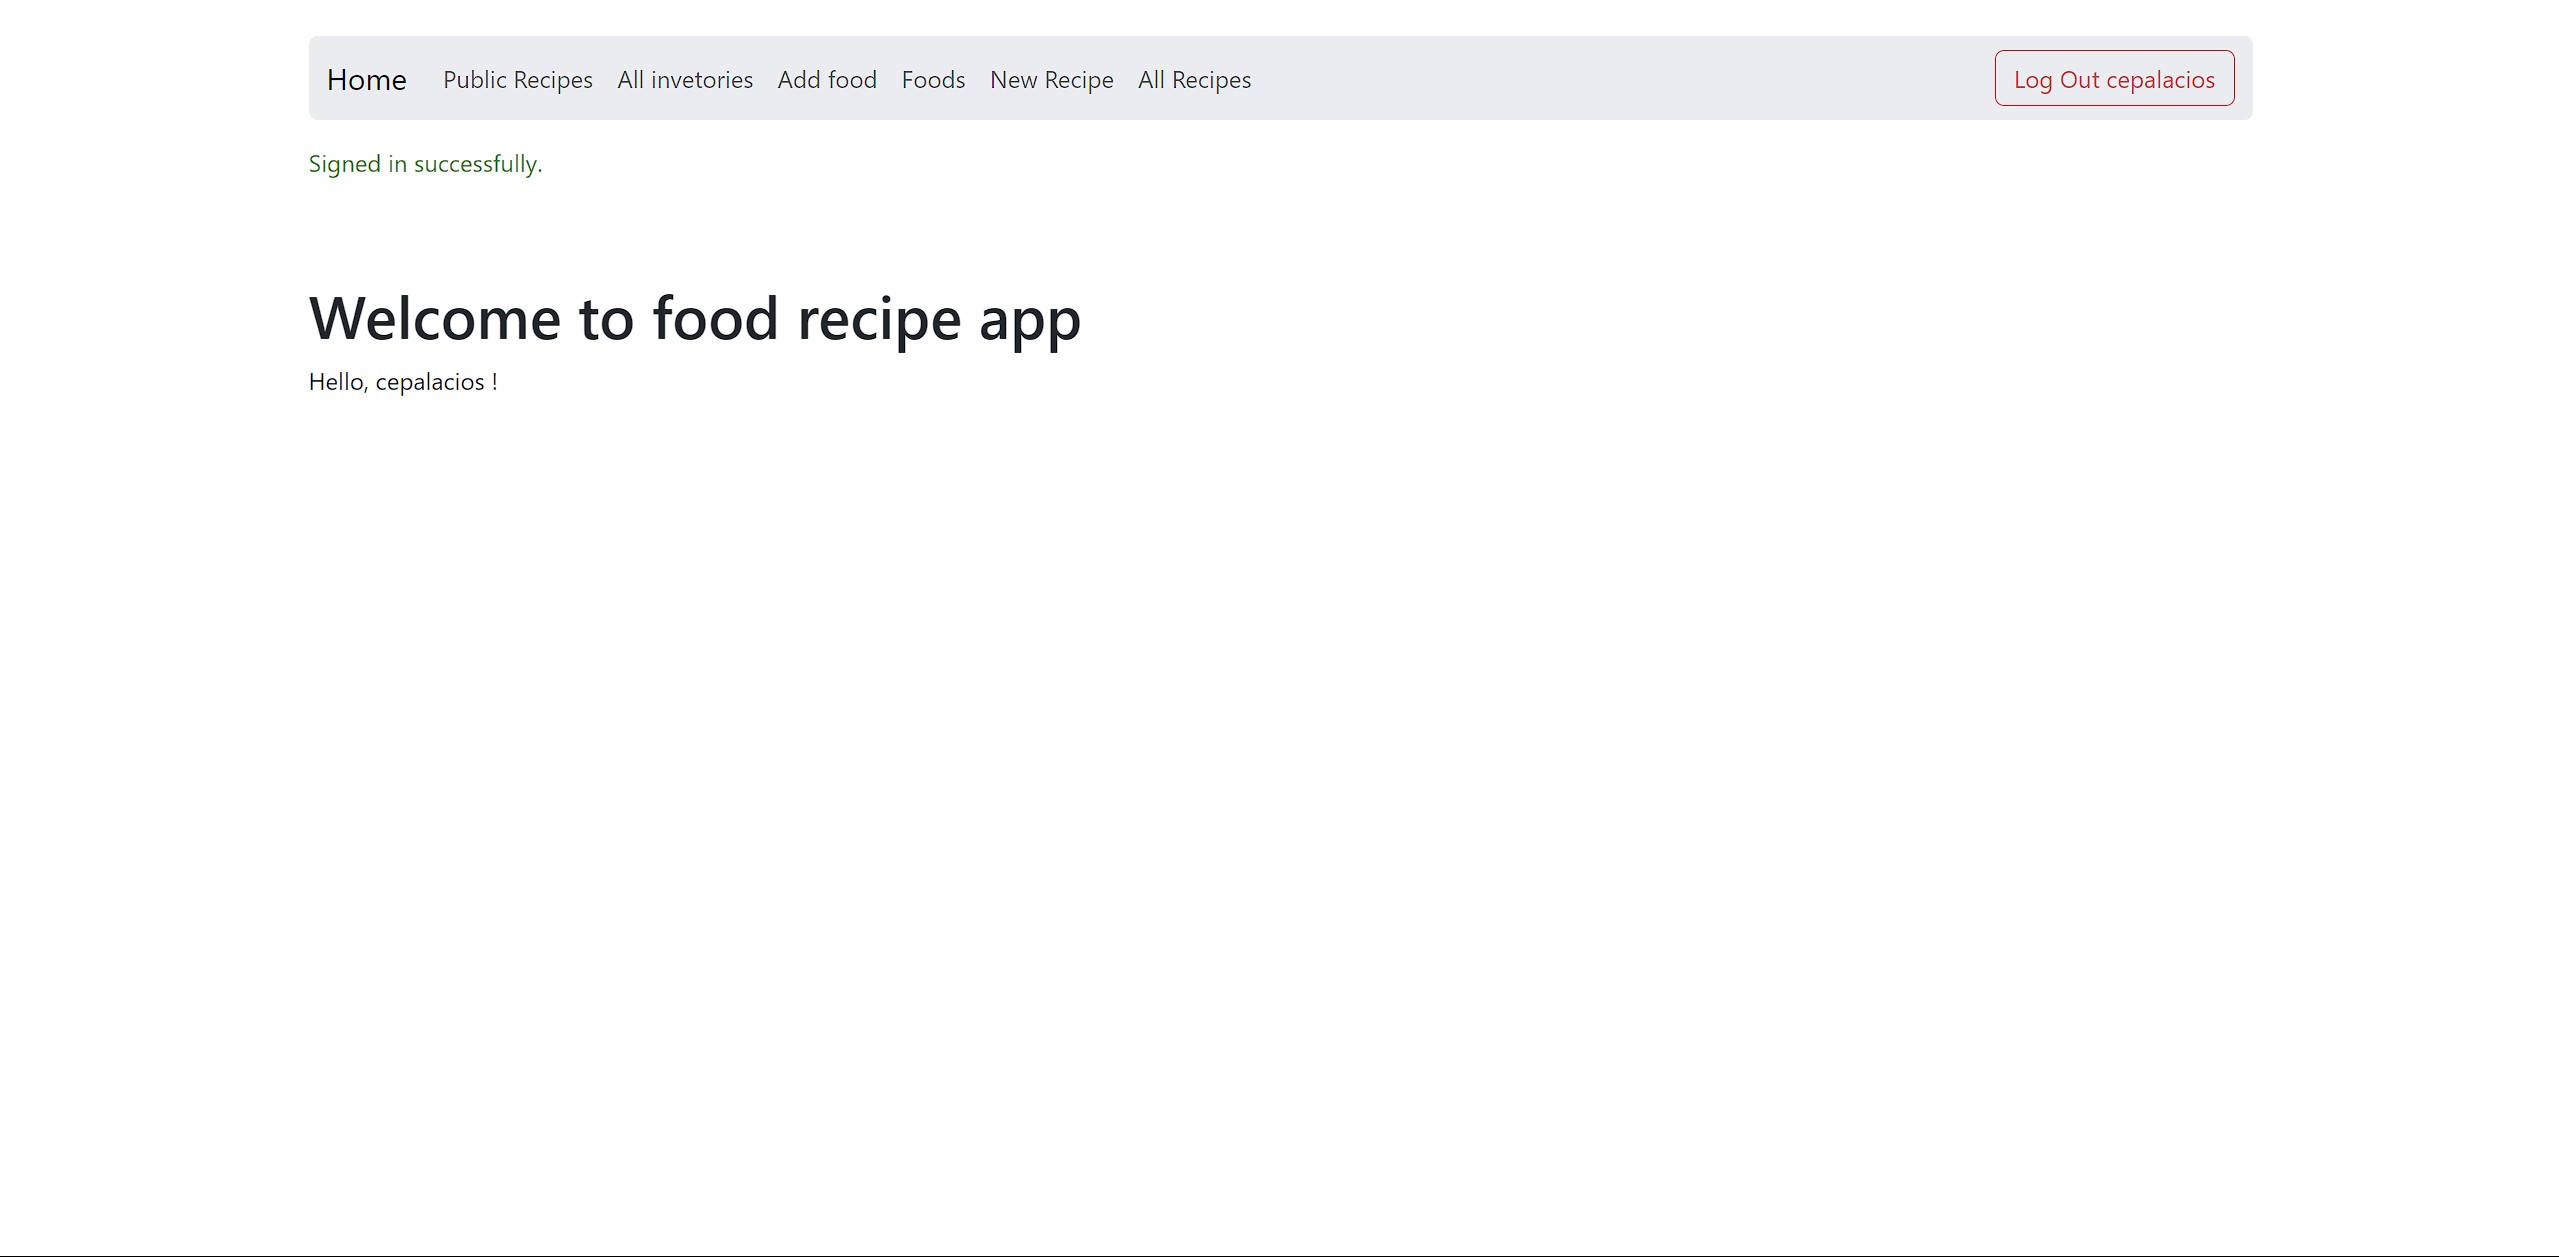 Home Public Recipes All invetories Add food Foods New Recipe All Recipes Log Out cepalacios
Signed in successfully.
Welcome to food recipe app
Hello, cepalacios !